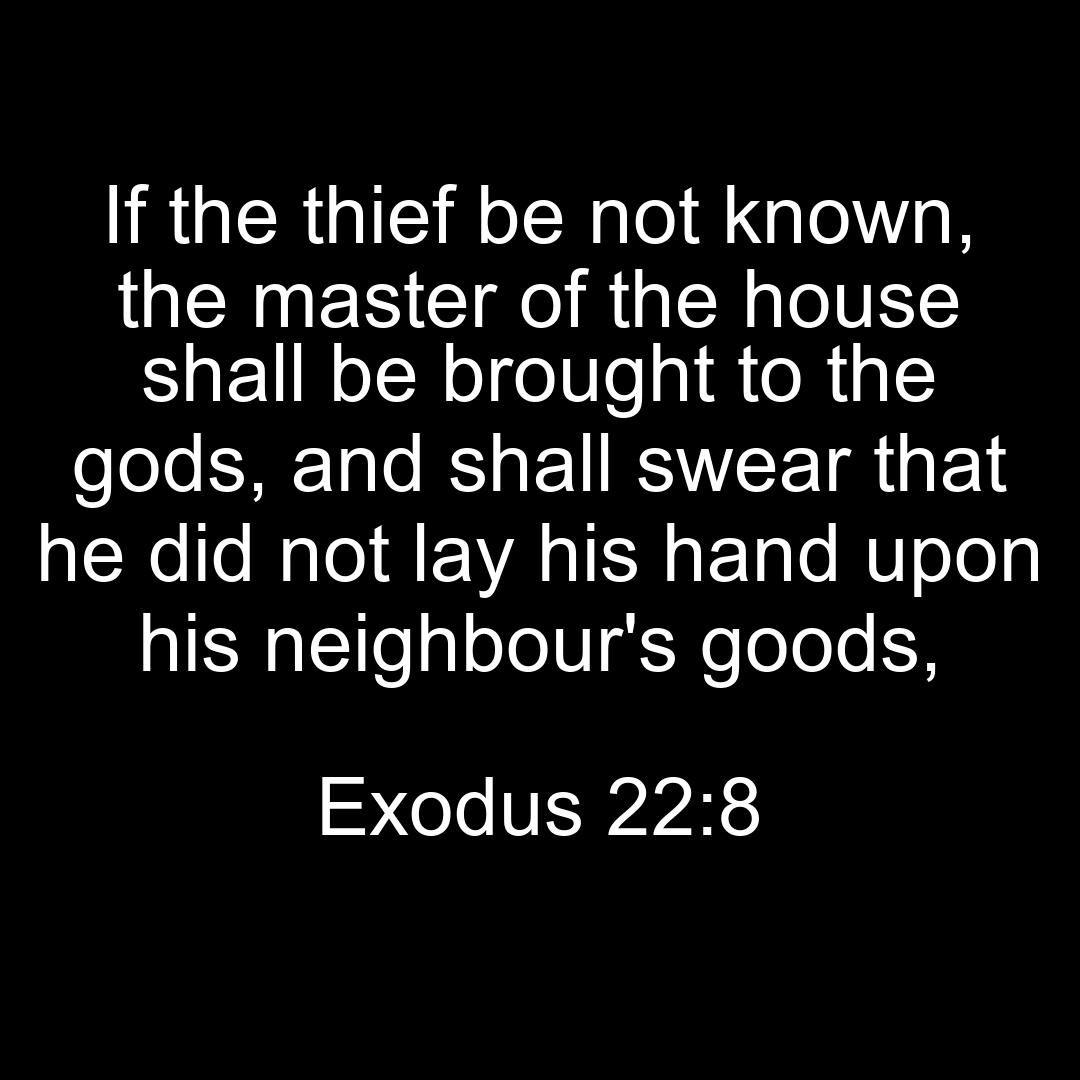 If the thief be not known,
the master of the house
shall be brought to the
gods, and shall swear that
he did not lay his hand upon
his neighbour's goods,
Exodus 22:8